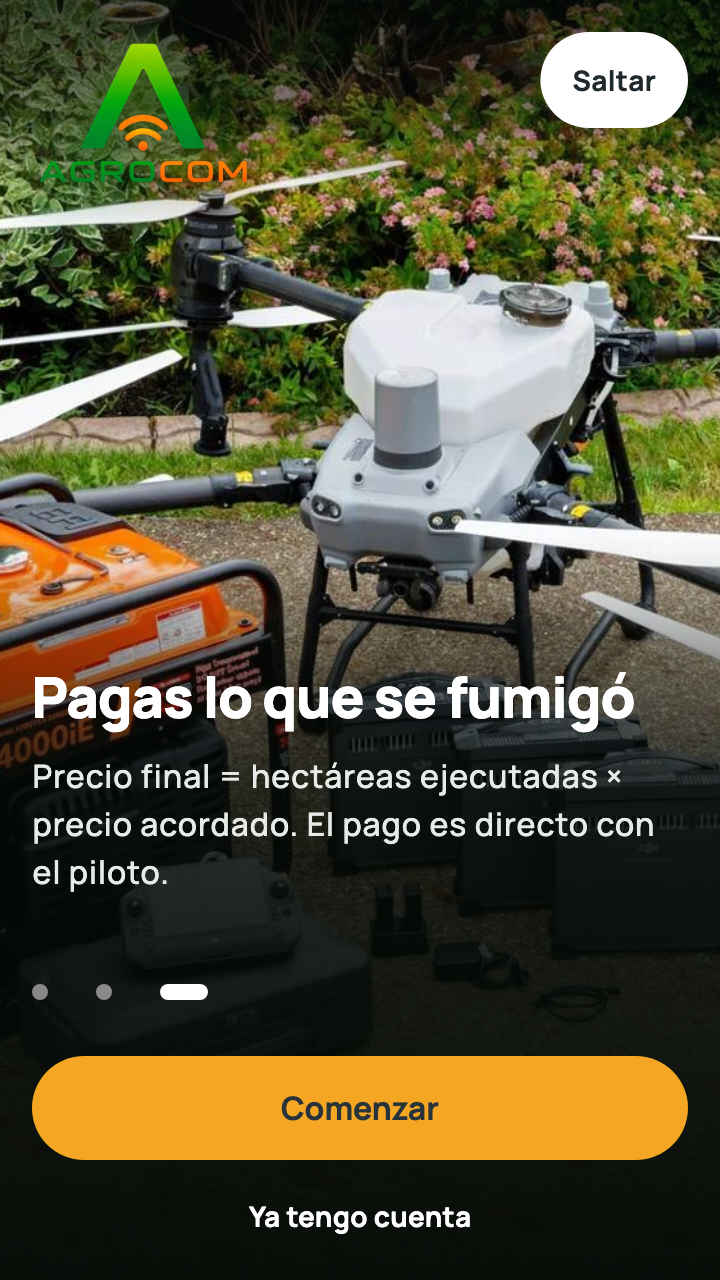 AGROCOM
Saltar
4000iE
Pagas lo que se fumigó
Precio final = hectáreas ejecutadas ×
precio acordado. El pago es directo con
el piloto.
Comenzar
Ya tengo cuenta